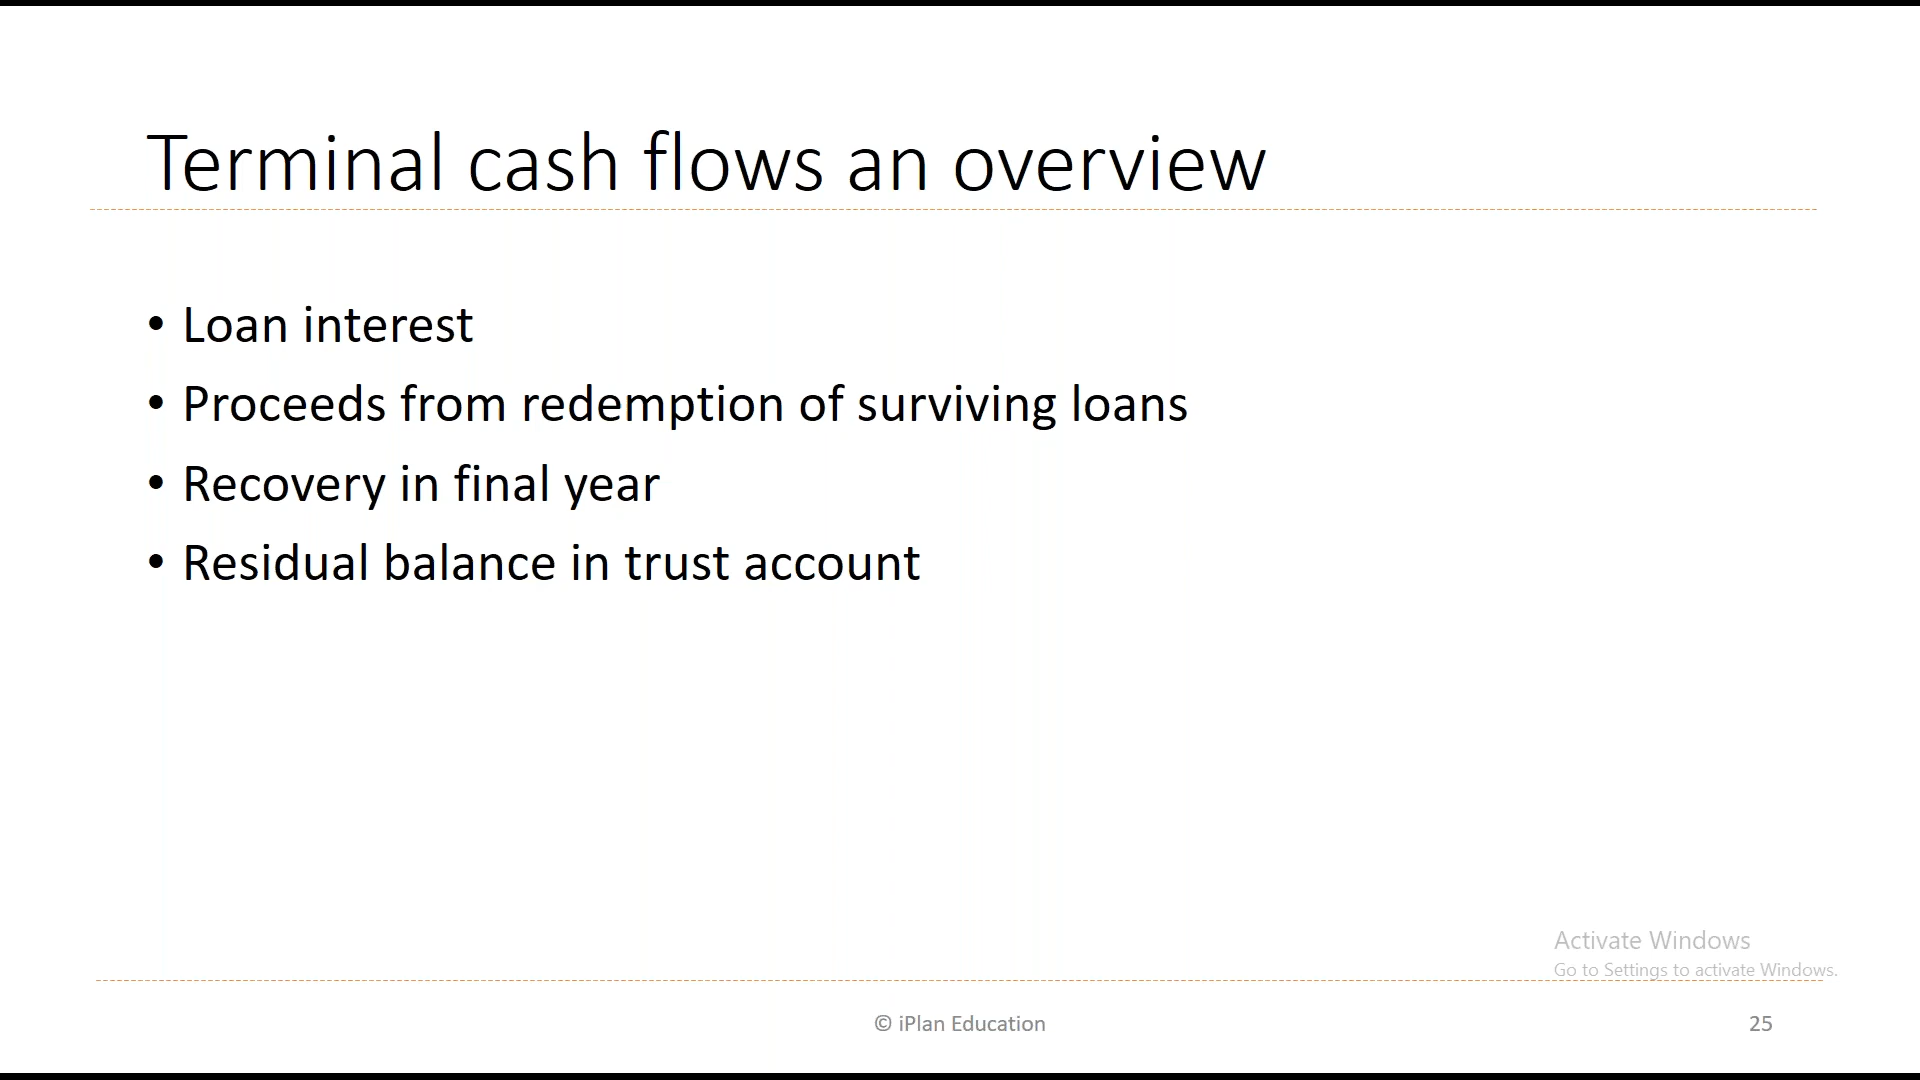 Terminal cash flows an overview
• Loan interest
• Proceeds from redemption of surviving loans
• Recovery in final year
• Residual balance in trust account
Activate Windows
Go to Settings to activate Windows.
© iPlan Education
25